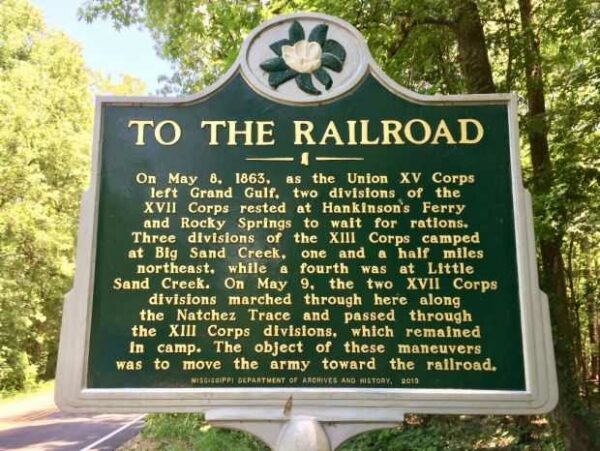 TO THE RAILROAD
On May 8, 1863, as the Union XV Corps
left Grand Gulf, two divisions of the
XVII Corps rested at Hankinson's Ferry
and Rocky Springs to wait for rations.
Three divisions of the XIII Corps camped
at Big Sand Creek, one and a half miles
northeast, while a fourth was at Little
Sand Creek. On May 9, the two XVII Corps
divisions marched through here along
the Natchez Trace and passed through
the XIII Corps divisions, which remained
in camp. The object of these maneuvers
was to move the army toward the railroad.
MISSISSIPPI DEPARTMENT OF ARCHIVES AND HISTORY, 2013